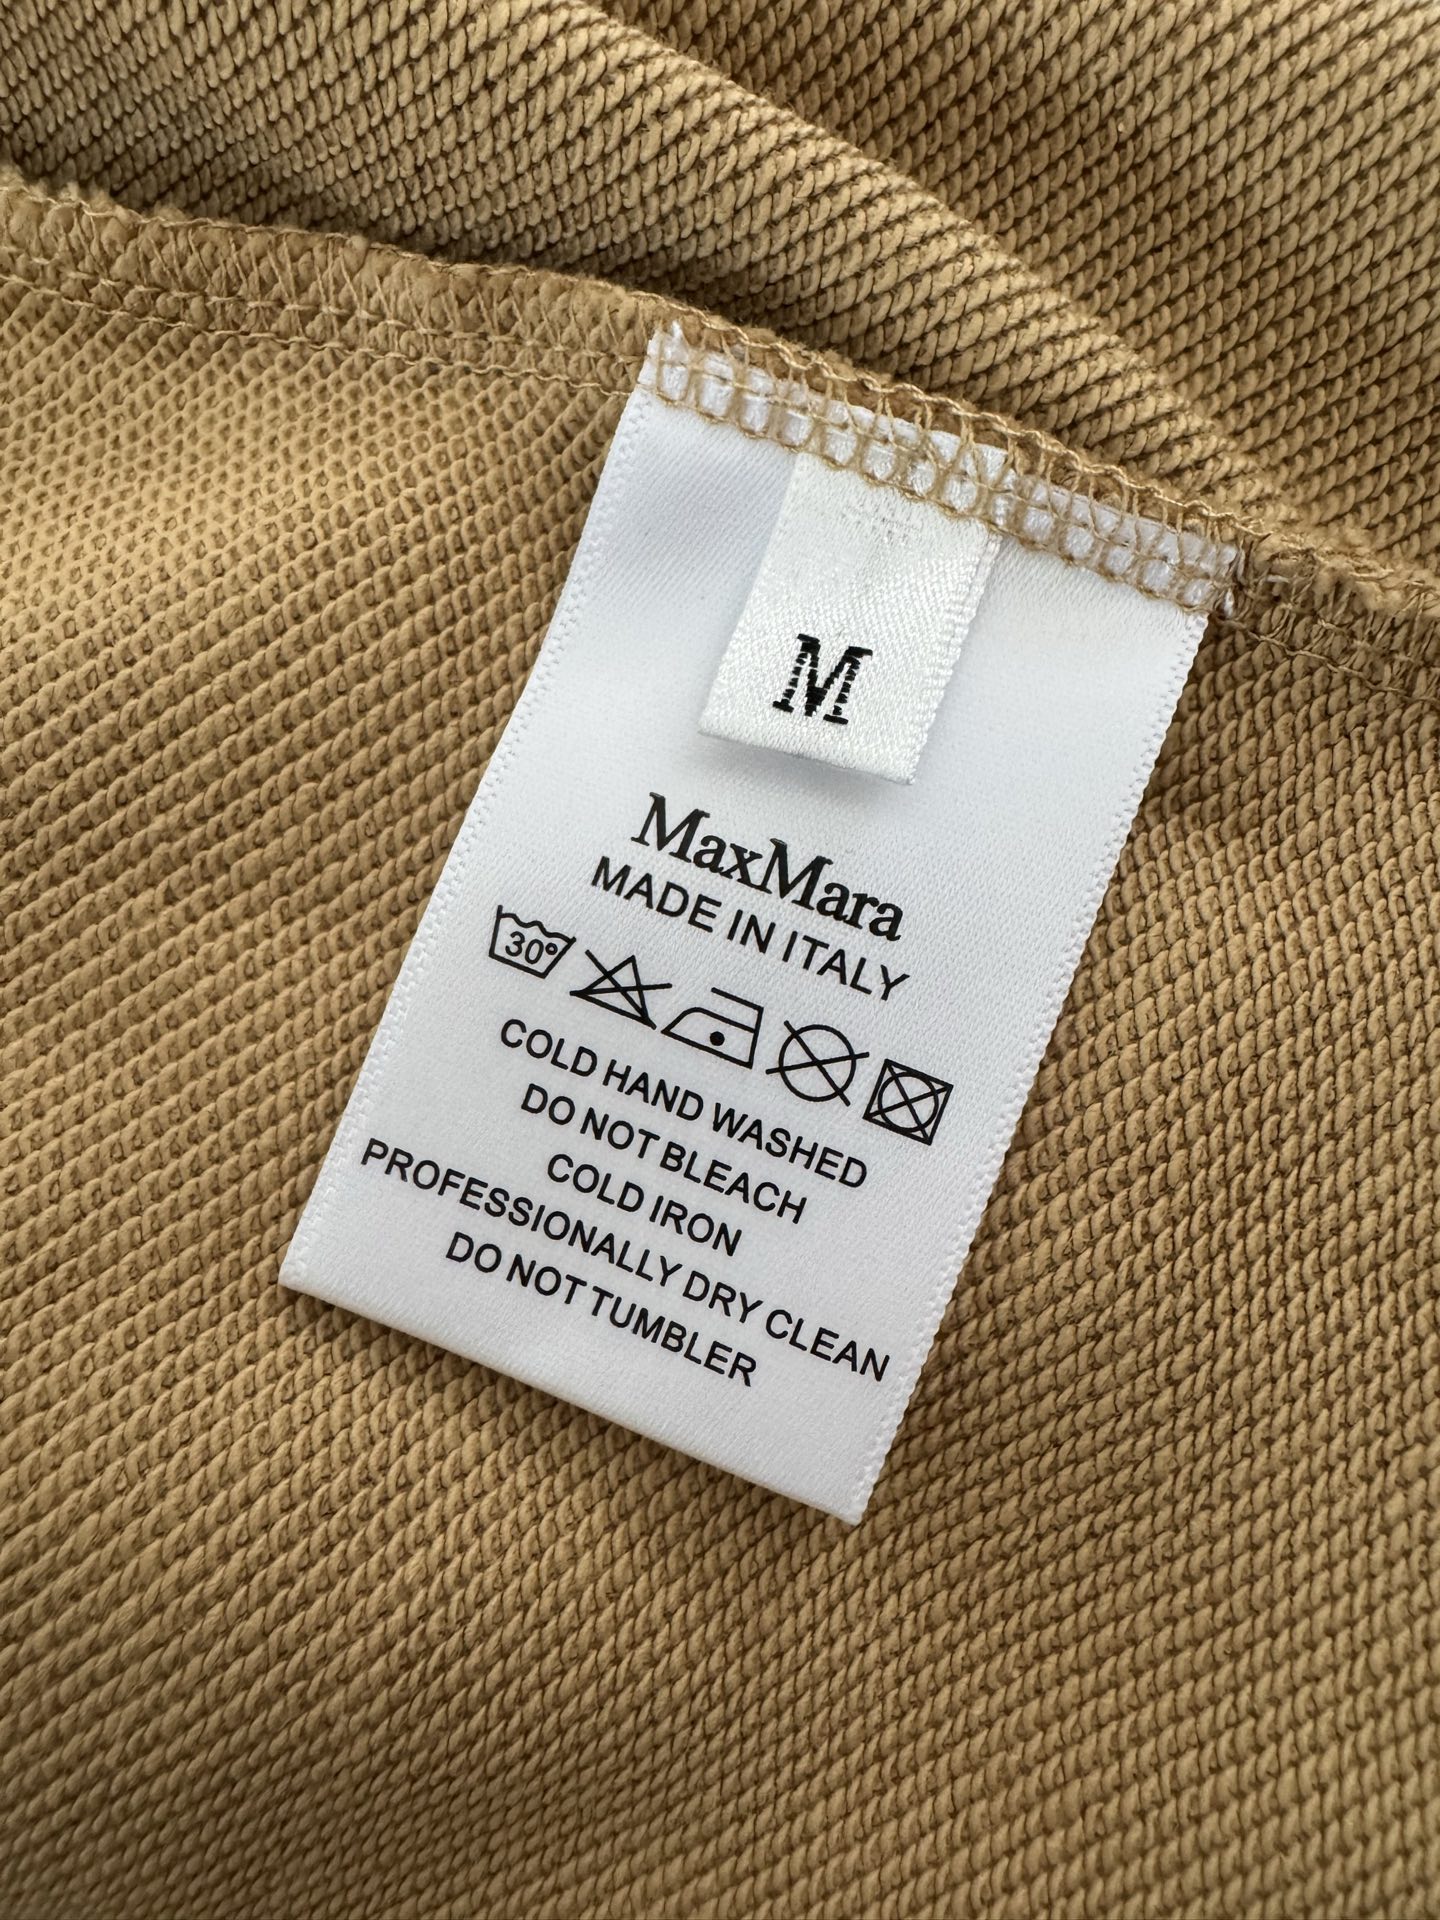 M
MaxMara
MADE IN ITALY
30°
COLD HAND WASHED
DO NOT BLEACH
COLD IRON
PROFESSIONALLY DRY CLEAN
DO NOT TUMBLER